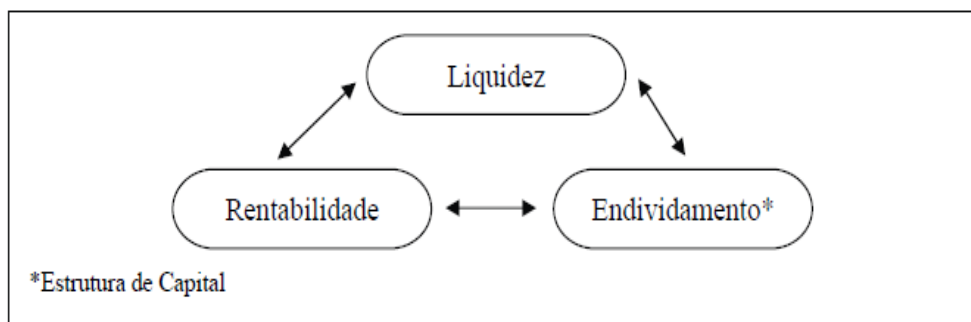 Liquidez
Rentabilidade
Endividamento*
*Estrutura de Capital